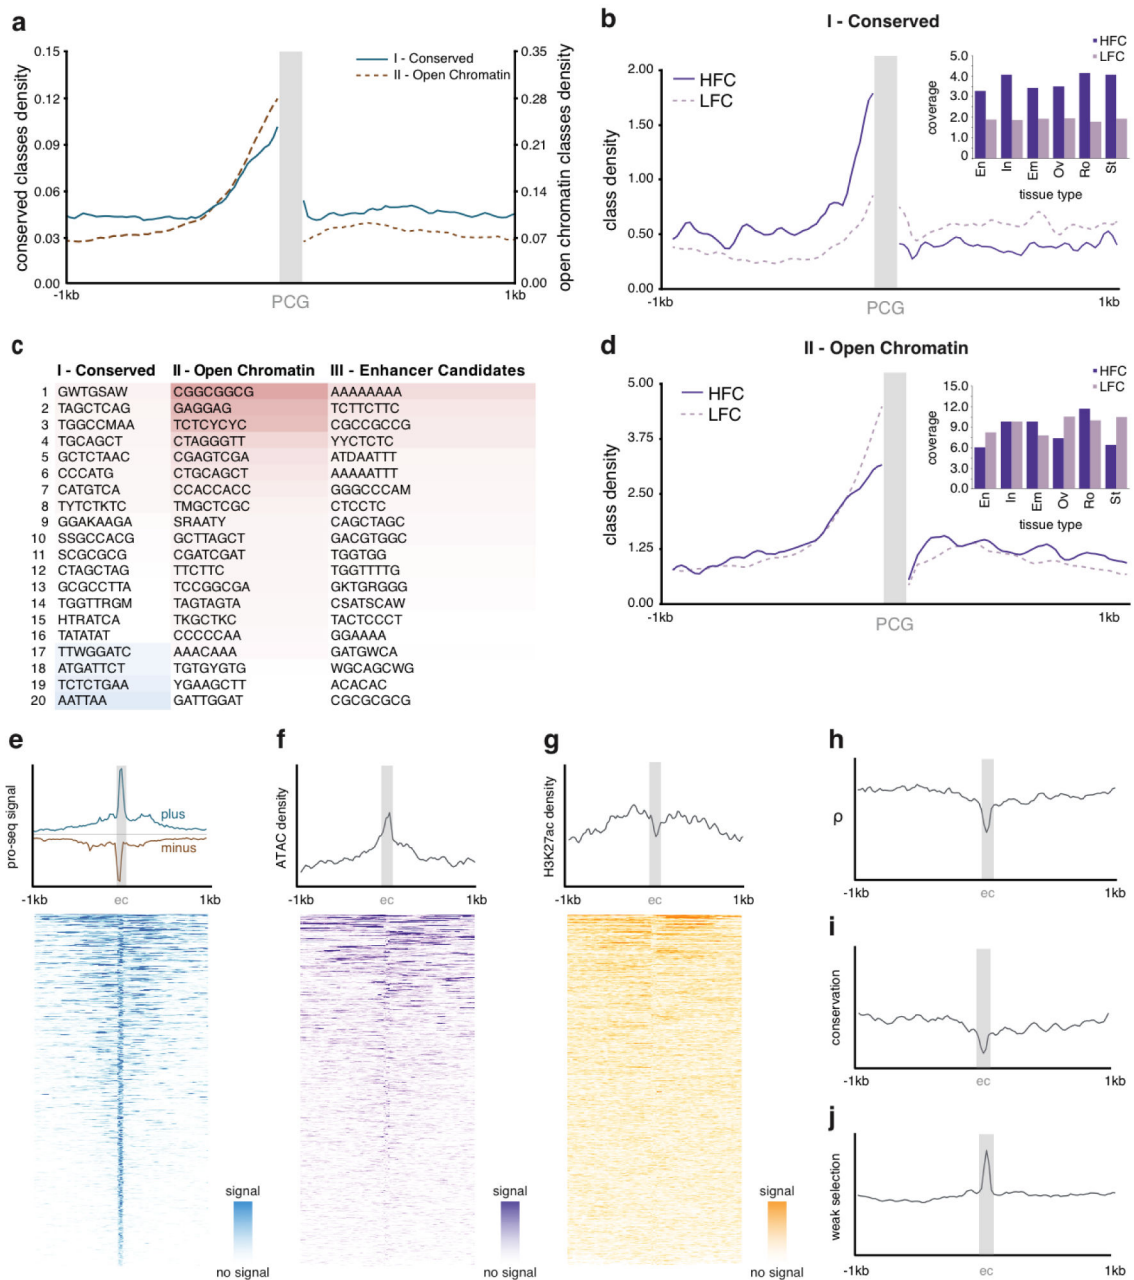 a
0.15
0.12
0.09
0.06
0.03
0.00
conserved classes density
I - Conserved
II - Open Chromatin
0.35
0.28
0.21
0.14
0.07
0.00
open chromatin classes density
-1kb
PCG
1kb
b
I - Conserved
2.00
1.50
1.00
0.50
0.00
class density
HFC
LFC
-1kb
PCG
1kb
HFC
LFC
5.0
4.0
3.0
2.0
1.0
0
coverage
En In Em Ov Ro St
tissue type
c
I - Conserved II - Open Chromatin III - Enhancer Candidates
1 GWTGSAW CGGCGGCG AAAAAAAA
2 TAGCTCAG GAGGAG TCTTCTTC
3 TGGCCMAA TCTCYCYC CGCCGCCG
4 TGCAGCT CTAGGGTT YYCTCTC
5 GCTCTAAC CGAGTCGA ATDAATTT
6 CCCATG CTGCAGCT AAAAATTT
7 CATGTCA CCACCACC GGGCCCAM
8 TYTCTKTC TMGCTCGC CTCCTC
9 GGAKAAGA SRAATY CAGCTAGC
10 SSGCCACG GCTTAGCT GACGTGGC
11 SCGCGCG CGATCGAT TGGTGG
12 CTAGCTAG TTCTTC TGGTTTTG
13 GCGCCTTA TCCGGCGA GKTGRGGG
14 TGGTTRGM TAGTAGTA CSATSCAW
15 HTRATCA TKGCTKC TACTCCCT
16 TATATAT CCCCCAA GGAAAA
17 TTWGGATC AAACAAA GATGWCA
18 ATGATTCT TGTGYGTG WGCAGCWG
19 TCTCTGAA YGAAGCTT ACACAC
20 AATTAA GATTGGAT CGCGCGCG
d
II - Open Chromatin
5.00
3.75
2.50
1.25
0.00
class density
HFC
LFC
-1kb
PCG
1kb
HFC
LFC
15.0
12.0
9.0
6.0
3.0
0.0
coverage
En In Em Ov Ro St
tissue type
e
pro-seq signal
plus
minus
-1kb
ec
1kb
signal
no signal
f
ATAC density
-1kb
ec
1kb
signal
no signal
g
H3K27ac density
-1kb
ec
1kb
signal
no signal
h
ρ
-1kb
ec
1kb
i
conservation
-1kb
ec
1kb
j
weak selection
-1kb
ec
1kb